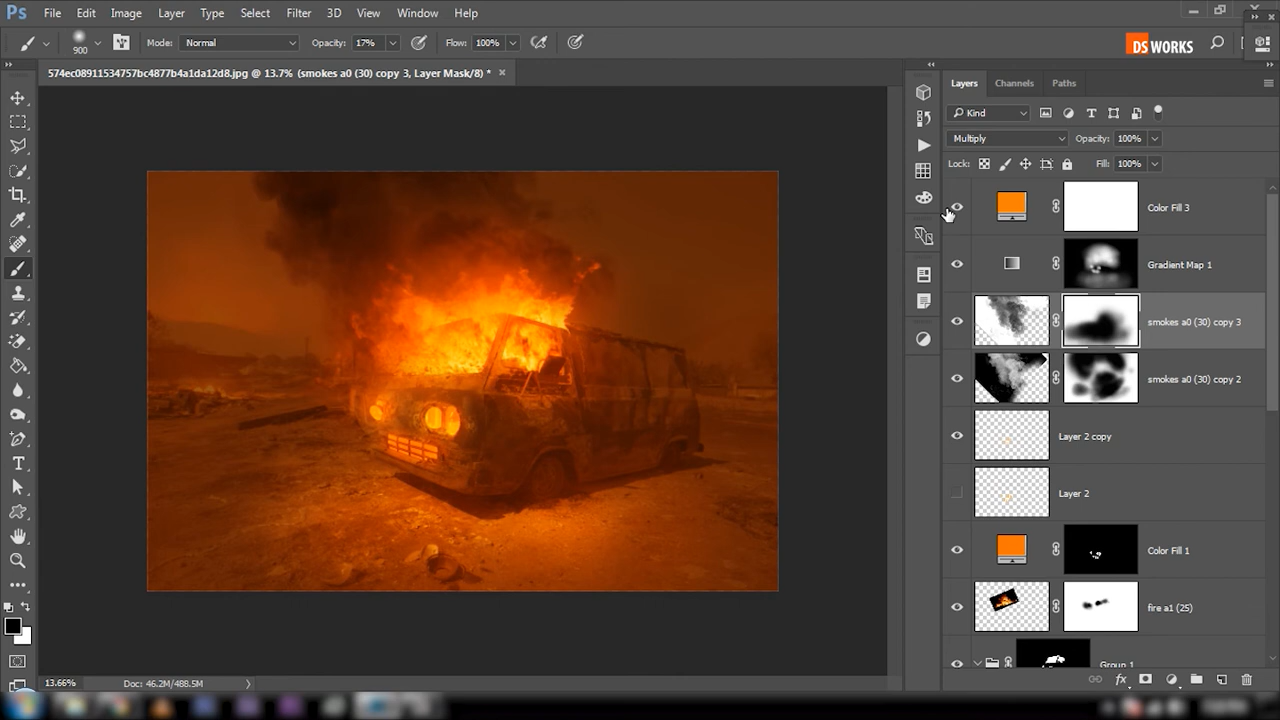 Ps File Edit Image Layer Type Select Filter 3D View Window Help
900 Mode: Normal Opacity: 17% Flow: 100% DS WORKS
574ec08911534757bc4877b4a1da12d8.jpg @ 13.7% (smokes a0 (30) copy 3, Layer Mask/8) *
Layers Channels Paths
Kind
Multiply Opacity: 100%
Lock: Fill: 100%
Color Fill 3
Gradient Map 1
smokes a0 (30) copy 3
smokes a0 (30) copy 2
Layer 2 copy
Layer 2
Color Fill 1
fire a1 (25)
Group 1
13.66% Doc: 46.2M/488.5M
fx